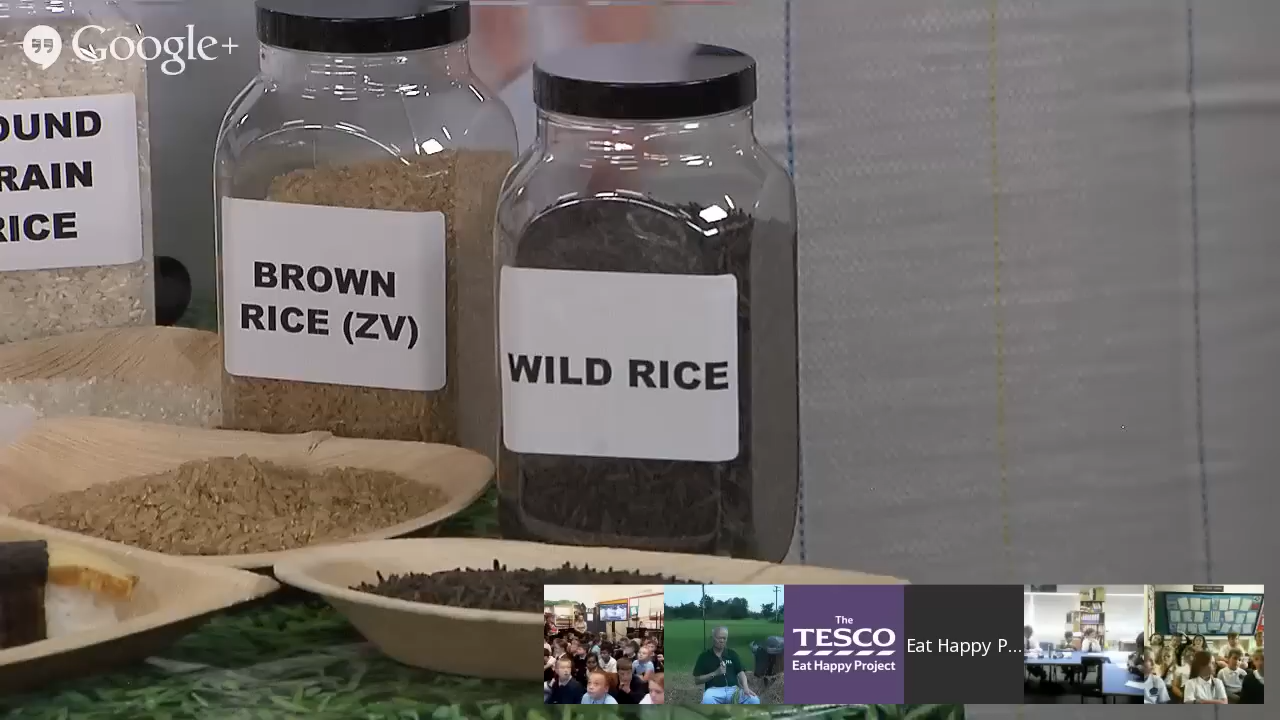 Google+
OUND
RAIN
RICE
BROWN
RICE (ZV)
WILD RICE
The
TESCO
Eat Happy Project
Eat Happy P...